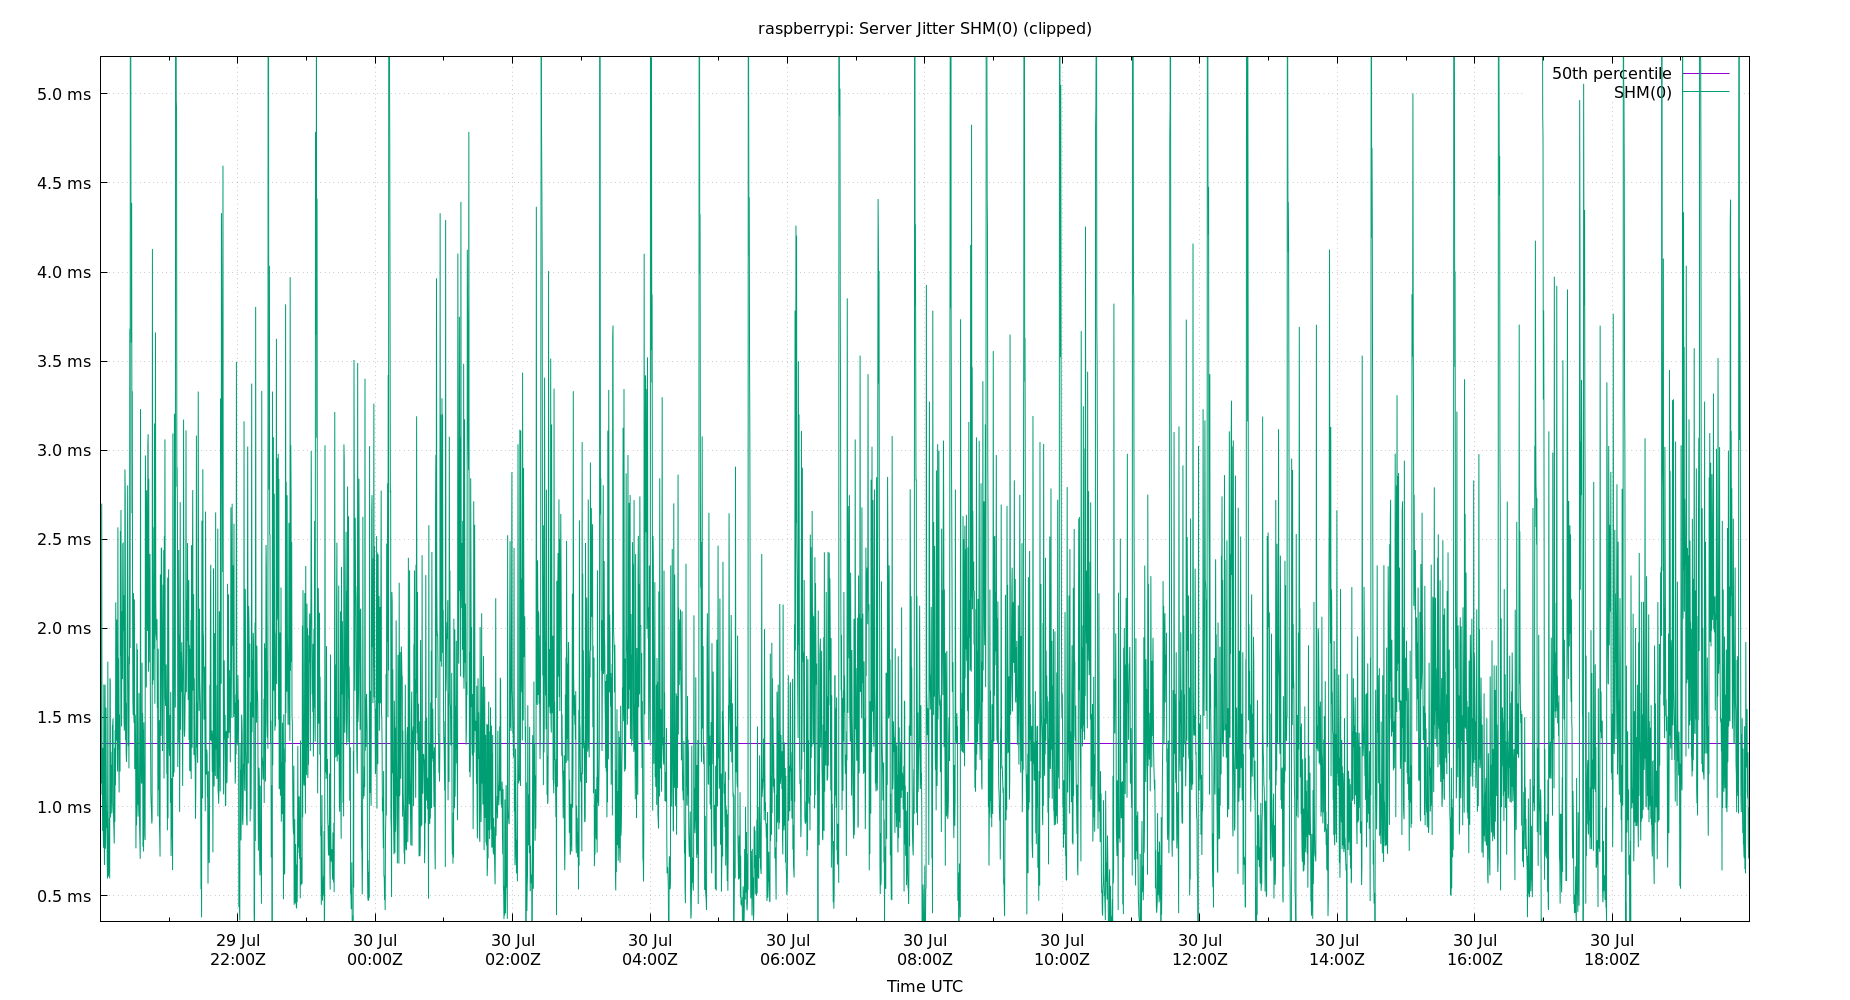 raspberrypi: Server Jitter SHM(0) (clipped)
50th percentile
SHM(0)
5.0 ms
4.5 ms
4.0 ms
3.5 ms
3.0 ms
2.5 ms
2.0 ms
1.5 ms
1.0 ms
0.5 ms
29 Jul 30 Jul 30 Jul 30 Jul 30 Jul 30 Jul 30 Jul 30 Jul 30 Jul 30 Jul 30 Jul
22:00Z 00:00Z 02:00Z 04:00Z 06:00Z 08:00Z 10:00Z 12:00Z 14:00Z 16:00Z 18:00Z
Time UTC